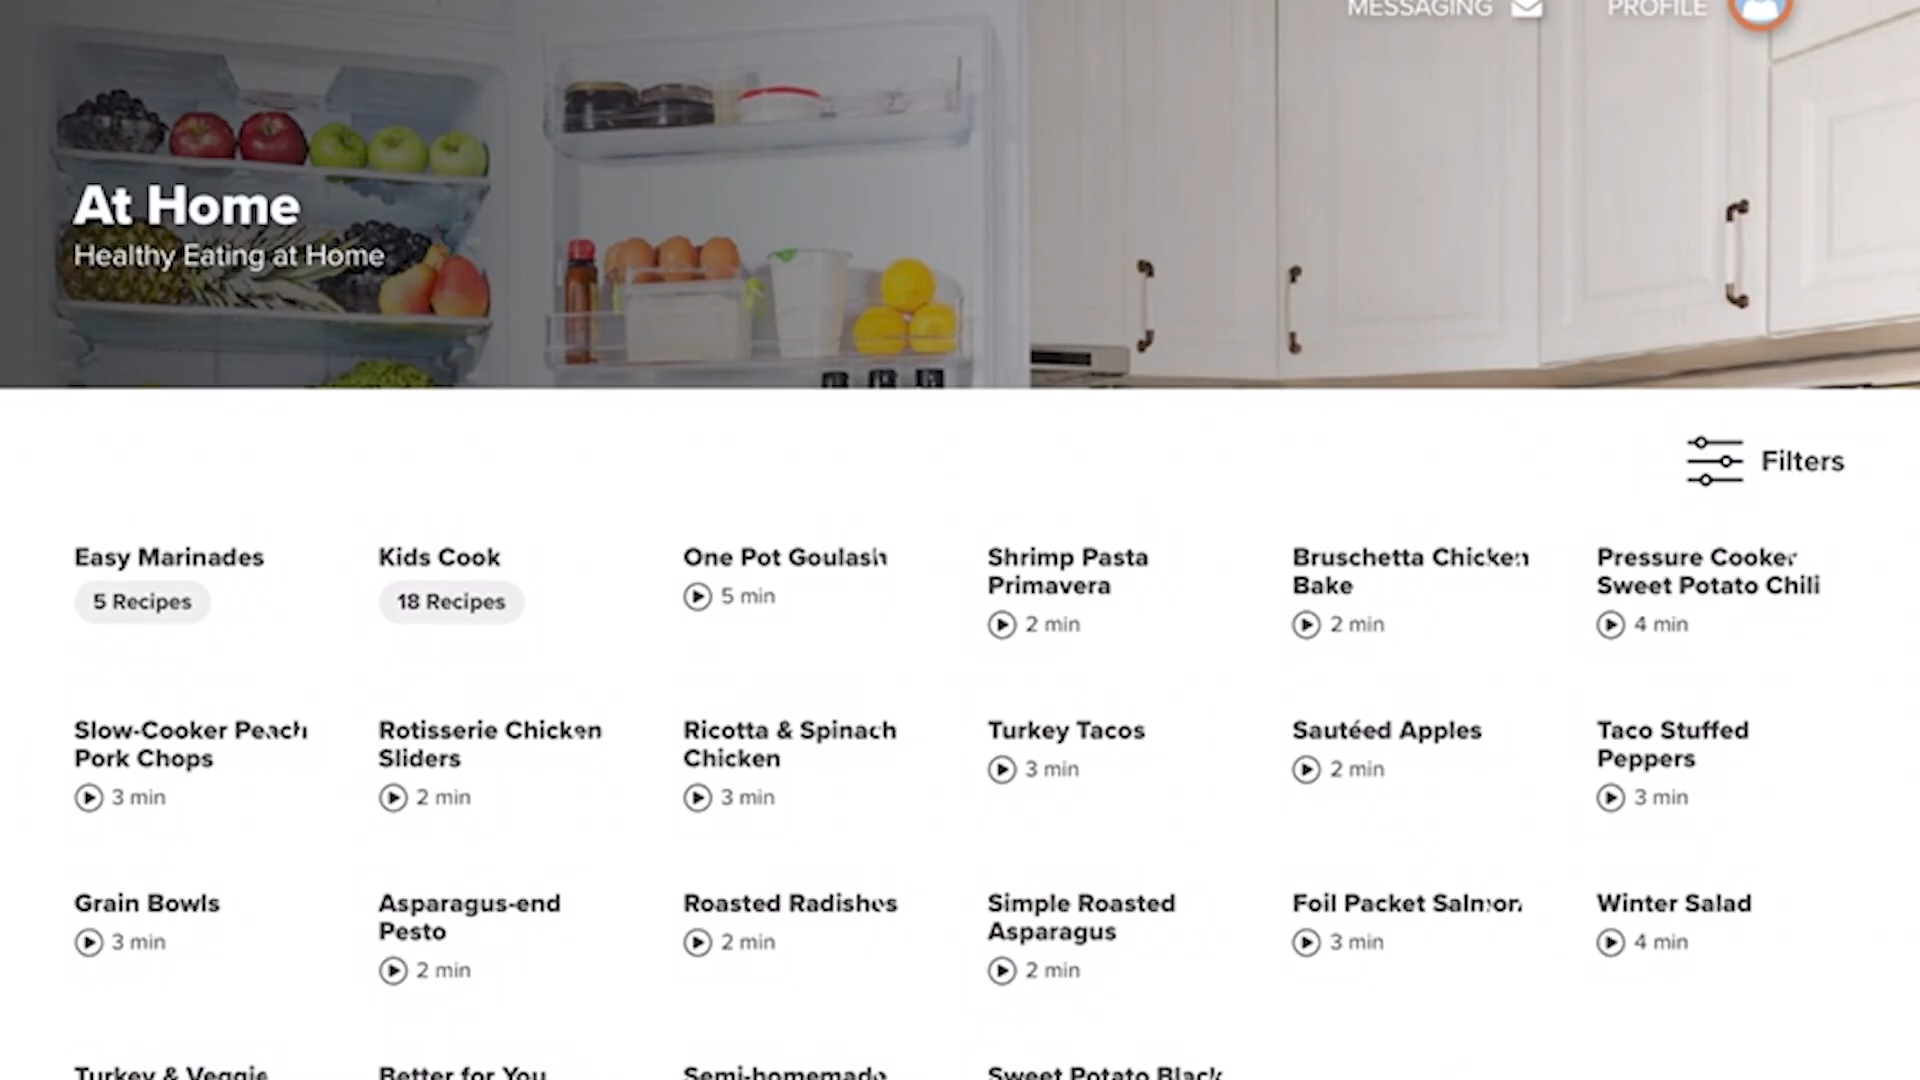 MESSAGING
PROFILE
At Home
Healthy Eating at Home
Filters
Easy Marinades
5 Recipes
Kids Cook
18 Recipes
One Pot Goulash
5 min
Shrimp Pasta
Primavera
2 min
Bruschetta Chicken
Bake
2 min
Pressure Cooker
Sweet Potato Chili
4 min
Slow-Cooker Peach
Pork Chops
3 min
Rotisserie Chicken
Sliders
2 min
Ricotta & Spinach
Chicken
3 min
Turkey Tacos
3 min
Sautéed Apples
2 min
Taco Stuffed
Peppers
3 min
Grain Bowls
3 min
Asparagus-end
Pesto
2 min
Roasted Radishes
2 min
Simple Roasted
Asparagus
2 min
Foil Packet Salmon
3 min
Winter Salad
4 min
Turkey & Veggie
Better for You
Semi-homemade
Sweet Potato Black